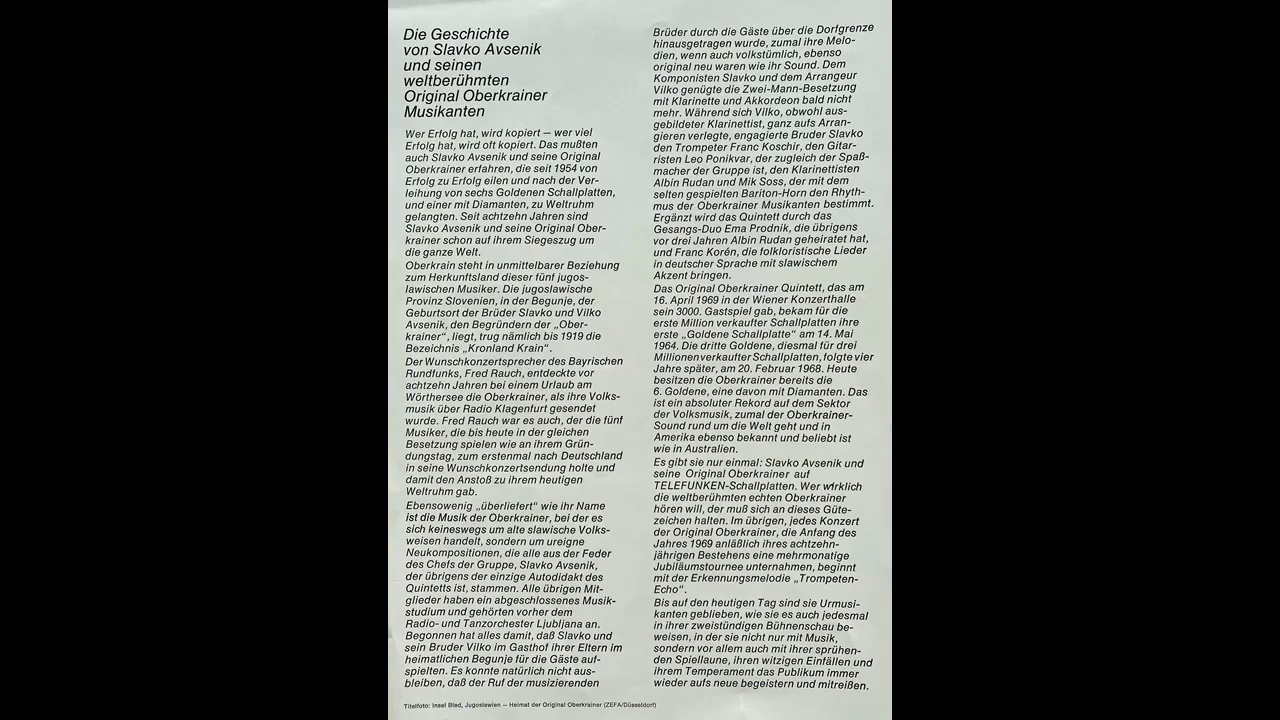 Die Geschichte
von Slavko Avsenik
und seinen
weltberühmten
Original Oberkrainer
Musikanten
Wer Erfolg hat, wird kopiert — wer viel
Erfolg hat, wird oft kopiert. Das mußten
auch Slavko Avsenik und seine Original
Oberkrainer erfahren, die seit 1954 von
Erfolg zu Erfolg eilen und nach der Ver-
leihung von sechs Goldenen Schallplatten,
und einer mit Diamanten, zu Weltruhm
gelangten. Seit achtzehn Jahren sind
Slavko Avsenik und seine Original Ober-
krainer schon auf ihrem Siegeszug um
die ganze Welt.
Oberkrain steht in unmittelbarer Beziehung
zum Herkunftsland dieser fünf jugos-
lawischen Musiker. Die jugoslawische
Provinz Slovenien, in der Begunje, der
Geburtsort der Brüder Slavko und Vilko
Avsenik, den Begründern der „Ober-
krainer“, liegt, trug nämlich bis 1919 die
Bezeichnis „Kronland Krain“.
Der Wunschkonzertsprecher des Bayrischen
Rundfunks, Fred Rauch, entdeckte vor
achtzehn Jahren bei einem Urlaub am
Wörthersee die Oberkrainer, als ihre Volks-
musik über Radio Klagenfurt gesendet
wurde. Fred Rauch war es auch, der die fünf
Musiker, die bis heute in der gleichen
Besetzung spielen wie an ihrem Grün-
dungstag, zum erstenmal nach Deutschland
in seine Wunschkonzertsendung holte und
damit den Anstoß zu ihrem heutigen
Weltruhm gab.
Ebensowenig „überliefert“ wie ihr Name
ist die Musik der Oberkrainer, bei der es
sich keineswegs um alte slawische Volks-
weisen handelt, sondern um ureigne
Neukompositionen, die alle aus der Feder
des Chefs der Gruppe, Slavko Avsenik,
der übrigens der einzige Autodidakt des
Quintetts ist, stammen. Alle übrigen Mit-
glieder haben ein abgeschlossenes Musik-
studium und gehörten vorher dem
Radio- und Tanzorchester Ljubljana an.
Begonnen hat alles damit, daß Slavko und
sein Bruder Vilko im Gasthof ihrer Eltern im
heimatlichen Begunje für die Gäste auf-
spielten. Es konnte natürlich nicht aus-
bleiben, daß der Ruf der musizierenden
Brüder durch die Gäste über die Dorfgrenze
hinausgetragen wurde, zumal ihre Melo-
dien, wenn auch volkstümlich, ebenso
original neu waren wie ihr Sound. Dem
Komponisten Slavko und dem Arrangeur
Vilko genügte die Zwei-Mann-Besetzung
mit Klarinette und Akkordeon bald nicht
mehr. Während sich Vilko, obwohl aus-
gebildeter Klarinettist, ganz aufs Arran-
gieren verlegte, engagierte Bruder Slavko
den Trompeter Franc Koschir, den Gitar-
risten Leo Ponikvar, der zugleich der Spaß-
macher der Gruppe ist, den Klarinettisten
Albin Rudan und Mik Soss, der mit dem
selten gespielten Bariton-Horn den Rhyth-
mus der Oberkrainer Musikanten bestimmt.
Ergänzt wird das Quintett durch das
Gesangs-Duo Ema Prodnik, die übrigens
vor drei Jahren Albin Rudan geheiratet hat,
und Franc Korén, die folkloristische Lieder
in deutscher Sprache mit slawischem
Akzent bringen.
Das Original Oberkrainer Quintett, das am
16. April 1969 in der Wiener Konzerthalle
sein 3000. Gastspiel gab, bekam für die
erste Million verkaufter Schallplatten ihre
erste „Goldene Schallplatte“ am 14. Mai
1964. Die dritte Goldene, diesmal für drei
Millionen verkaufter Schallplatten, folgte vier
Jahre später, am 20. Februar 1968. Heute
besitzen die Oberkrainer bereits die
6. Goldene, eine davon mit Diamanten. Das
ist ein absoluter Rekord auf dem Sektor
der Volksmusik, zumal der Oberkrainer-
Sound rund um die Welt geht und in
Amerika ebenso bekannt und beliebt ist
wie in Australien.
Es gibt sie nur einmal: Slavko Avsenik und
seine Original Oberkrainer auf
TELEFUNKEN-Schallplatten. Wer wirklich
die weltberühmten echten Oberkrainer
hören will, der muß sich an dieses Güte-
zeichen halten. Im übrigen, jedes Konzert
der Original Oberkrainer, die Anfang des
Jahres 1969 anläßlich ihres achtzehn-
jährigen Bestehens eine mehrmonatige
Jubiläumstournee unternahmen, beginnt
mit der Erkennungsmelodie „Trompeten-
Echo“.
Bis auf den heutigen Tag sind sie Urmusi-
kanten geblieben, wie sie es auch jedesmal
in ihrer zweistündigen Bühnenschau be-
weisen, in der sie nicht nur mit Musik,
sondern vor allem auch mit ihrer sprühen-
den Spiellaune, ihren witzigen Einfällen und
ihrem Temperament das Publikum immer
wieder aufs neue begeistern und mitreißen.
Titelfoto: Insel Bled, Jugoslawien — Heimat der Original Oberkrainer (ZEFA/Düsseldorf)